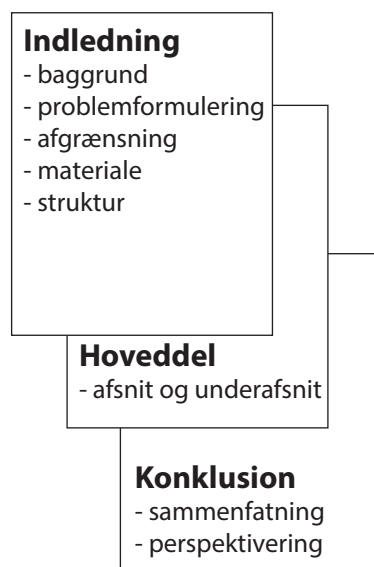 Indledning
- baggrund
- problemformulering
- afgrænsning
- materiale
- struktur
Hoveddel
- afsnit og underafsnit
Konklusion
- sammenfatning
- perspektivering